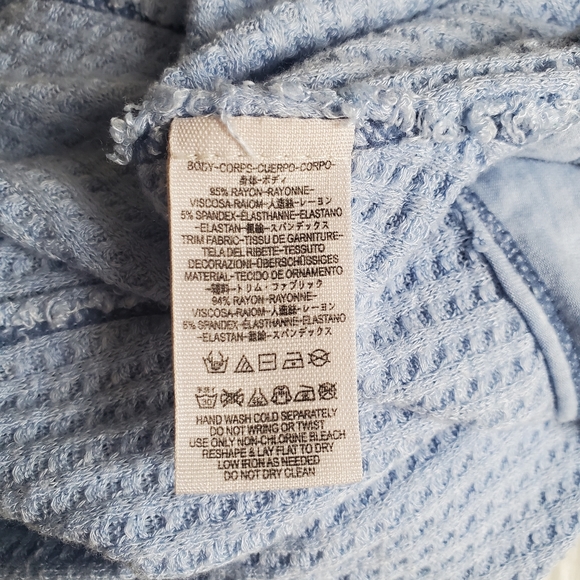 BODY-CORPS-CUERPO-CORPO-
身体-ボディ
95% RAYON-RAYONNE-
VISCOSA-RAIOM-人造絲-レーヨン
5% SPANDEX-ÉLASTHANNE-ELASTANO
-ELASTAN-氨綸-スパンデックス
TRIM FABRIC-TISSU DE GARNITURE-
TELA DEL RIBETE-TESSUTO
DECORAZIONI-ÜBERSCHÜSSIGES
MATERIAL-TECIDO DE ORNAMENTO
-トリム・ファブリック
94% RAYON-RAYONNE-
VISCOSA-RAIOM-人造絲-レーヨン
6% SPANDEX-ÉLASTHANNE-ELASTANO
-ELASTAN-氨綸-スパンデックス
HAND WASH COLD SEPARATELY
DO NOT WRING OR TWIST
USE ONLY NON-CHLORINE BLEACH
RESHAPE & LAY FLAT TO DRY
LOW IRON AS NEEDED
DO NOT DRY CLEAN